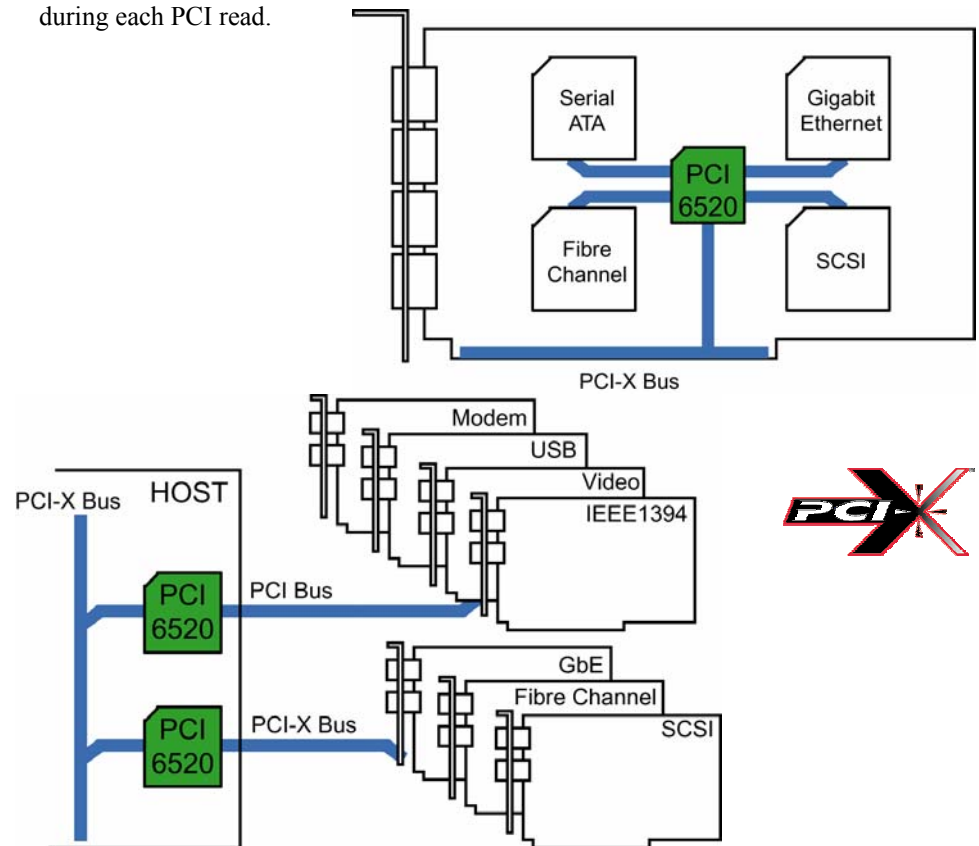 during each PCI read.
Serial
ATA
Gigabit
Ethernet
PCI
6520
Fibre
Channel
SCSI
PCI-X Bus
Modem
USB
Video
IEEE1394
PCI-X Bus
HOST
PCI
6520
PCI Bus
GbE
Fibre Channel
SCSI
PCI
6520
PCI-X Bus
PCI X